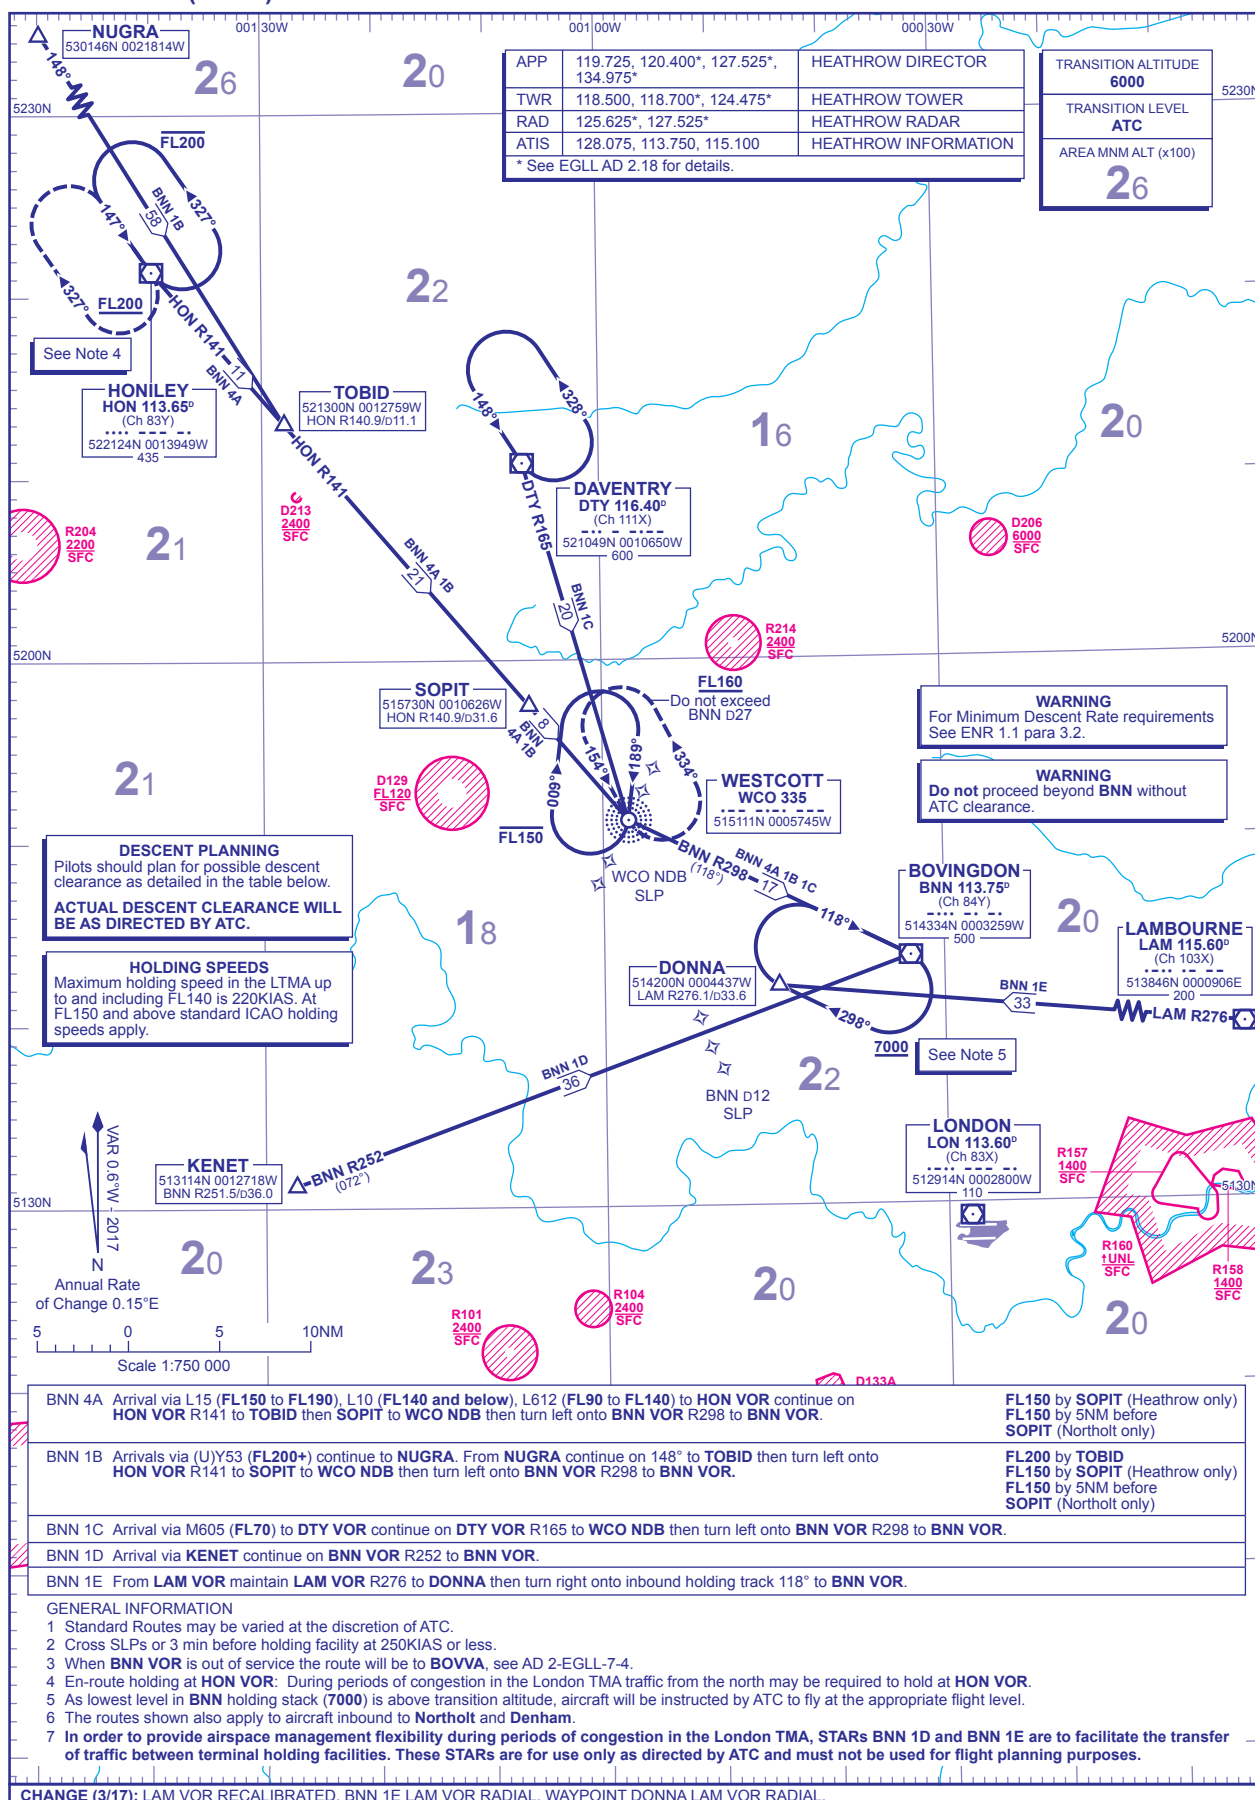 NUGRA
530146N 0021814W
001 30W
001 00W
000 30W
26
20
APP 119.725, 120.400*, 127.525*, 134.975* HEATHROW DIRECTOR
TWR 118.500, 118.700*, 124.475* HEATHROW TOWER
RAD 125.625*, 127.525* HEATHROW RADAR
ATIS 128.075, 113.750, 115.100 HEATHROW INFORMATION
* See EGLL AD 2.18 for details.
TRANSITION ALTITUDE
6000
TRANSITION LEVEL
ATC
AREA MNM ALT (x100)
26
5230N
5230N
148°
FL200
BNN 1B
58
327°
147°
327°
FL200
HON R141
11
BNN 4A
See Note 4
22
HONILEY
HON 113.65D
(Ch 83Y)
522124N 0013949W
435
TOBID
521300N 0012759W
HON R140.9/D11.1
HON R141
148°
328°
16
20
DAVENTRY
DTY 116.40D
(Ch 111X)
521049N 0010650W
600
DTY R165
D213
2400
SFC
R204
2200
SFC
21
D206
6000
SFC
BNN 4A 1B
21
BNN 1C
20
R214
2400
SFC
5200N
5200N
SOPIT
515730N 0010626W
HON R140.9/D31.6
8
BNN
4A 1B
FL160
Do not exceed
BNN D27
WARNING
For Minimum Descent Rate requirements
See ENR 1.1 para 3.2.
154°
189°
334°
009°
21
D129
FL120
SFC
WESTCOTT
WCO 335
515111N 0005745W
WARNING
Do not proceed beyond BNN without
ATC clearance.
FL150
DESCENT PLANNING
Pilots should plan for possible descent
clearance as detailed in the table below.
ACTUAL DESCENT CLEARANCE WILL
BE AS DIRECTED BY ATC.
BNN R298
(118°)
BNN 4A 1B 1C
17
WCO NDB
SLP
BOVINGDON
BNN 113.75D
(Ch 84Y)
514334N 0003259W
500
118°
18
20
LAMBOURNE
LAM 115.60D
(Ch 103X)
513846N 0000906E
200
HOLDING SPEEDS
Maximum holding speed in the LTMA up
to and including FL140 is 220KIAS. At
FL150 and above standard ICAO holding
speeds apply.
DONNA
514200N 0004437W
LAM R276.1/D33.6
BNN 1E
33
LAM R276
298°
7000
See Note 5
BNN 1D
36
22
BNN D12
SLP
VAR 0.6°W - 2017
KENET
513114N 0012718W
BNN R251.5/D36.0
BNN R252
(072°)
LONDON
LON 113.60D
(Ch 83X)
512914N 0002800W
110
R157
1400
SFC
5130N
5130N
N
Annual Rate
of Change 0.15°E
20
23
20
R160
↑UNL
SFC
R158
1400
SFC
20
R104
2400
SFC
R101
2400
SFC
5 0 5 10NM
Scale 1:750 000
D133A
BNN 4A Arrival via L15 (FL150 to FL190), L10 (FL140 and below), L612 (FL90 to FL140) to HON VOR continue on FL150 by SOPIT (Heathrow only)
HON VOR R141 to TOBID then SOPIT to WCO NDB then turn left onto BNN VOR R298 to BNN VOR. FL150 by 5NM before
SOPIT (Northolt only)
BNN 1B Arrivals via (U)Y53 (FL200+) continue to NUGRA. From NUGRA continue on 148° to TOBID then turn left onto FL200 by TOBID
HON VOR R141 to SOPIT to WCO NDB then turn left onto BNN VOR R298 to BNN VOR. FL150 by SOPIT (Heathrow only)
FL150 by 5NM before
SOPIT (Northolt only)
BNN 1C Arrival via M605 (FL70) to DTY VOR continue on DTY VOR R165 to WCO NDB then turn left onto BNN VOR R298 to BNN VOR.
BNN 1D Arrival via KENET continue on BNN VOR R252 to BNN VOR.
BNN 1E From LAM VOR maintain LAM VOR R276 to DONNA then turn right onto inbound holding track 118° to BNN VOR.
GENERAL INFORMATION
1 Standard Routes may be varied at the discretion of ATC.
2 Cross SLPs or 3 min before holding facility at 250KIAS or less.
3 When BNN VOR is out of service the route will be to BOVVA, see AD 2-EGLL-7-4.
4 En-route holding at HON VOR: During periods of congestion in the London TMA traffic from the north may be required to hold at HON VOR.
5 As lowest level in BNN holding stack (7000) is above transition altitude, aircraft will be instructed by ATC to fly at the appropriate flight level.
6 The routes shown also apply to aircraft inbound to Northolt and Denham.
7 In order to provide airspace management flexibility during periods of congestion in the London TMA, STARs BNN 1D and BNN 1E are to facilitate the transfer
of traffic between terminal holding facilities. These STARs are for use only as directed by ATC and must not be used for flight planning purposes.
CHANGE (3/17): LAM VOR RECALIBRATED. BNN 1E LAM VOR RADIAL. WAYPOINT DONNA LAM VOR RADIAL.